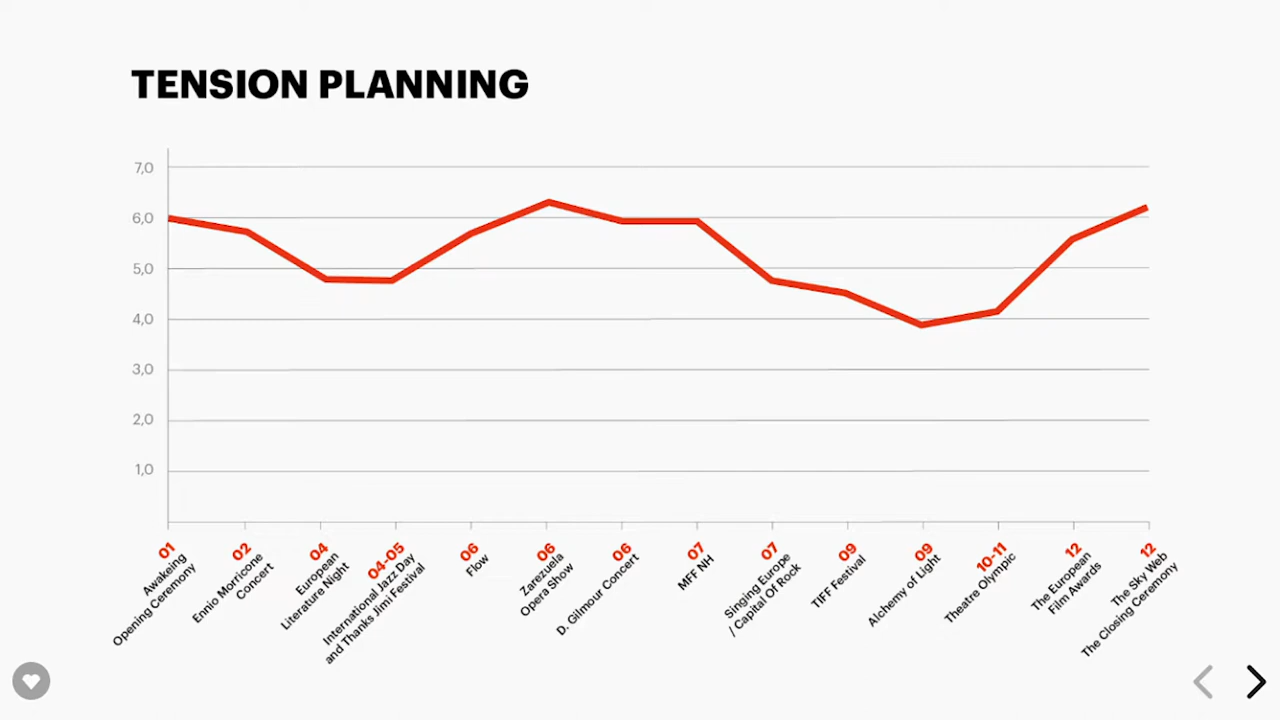 TENSION PLANNING
7,0
6,0
5,0
4,0
3,0
2,0
1,0
01
Awakeing
Opening Ceremony
02
Ennio Morricone
Concert
04
European
Literature Night
04-05
International Jazz Day
and Thanks Jimi Festival
06
Flow
06
Zarezuela
Opera Show
06
D. Gilmour Concert
07
MFF NH
07
Singing Europe
/ Capital Of Rock
09
TIFF Festival
09
Alchemy of Light
10-11
Theatre Olympic
12
The European
Film Awards
12
The Sky Web
The Closing Ceremony